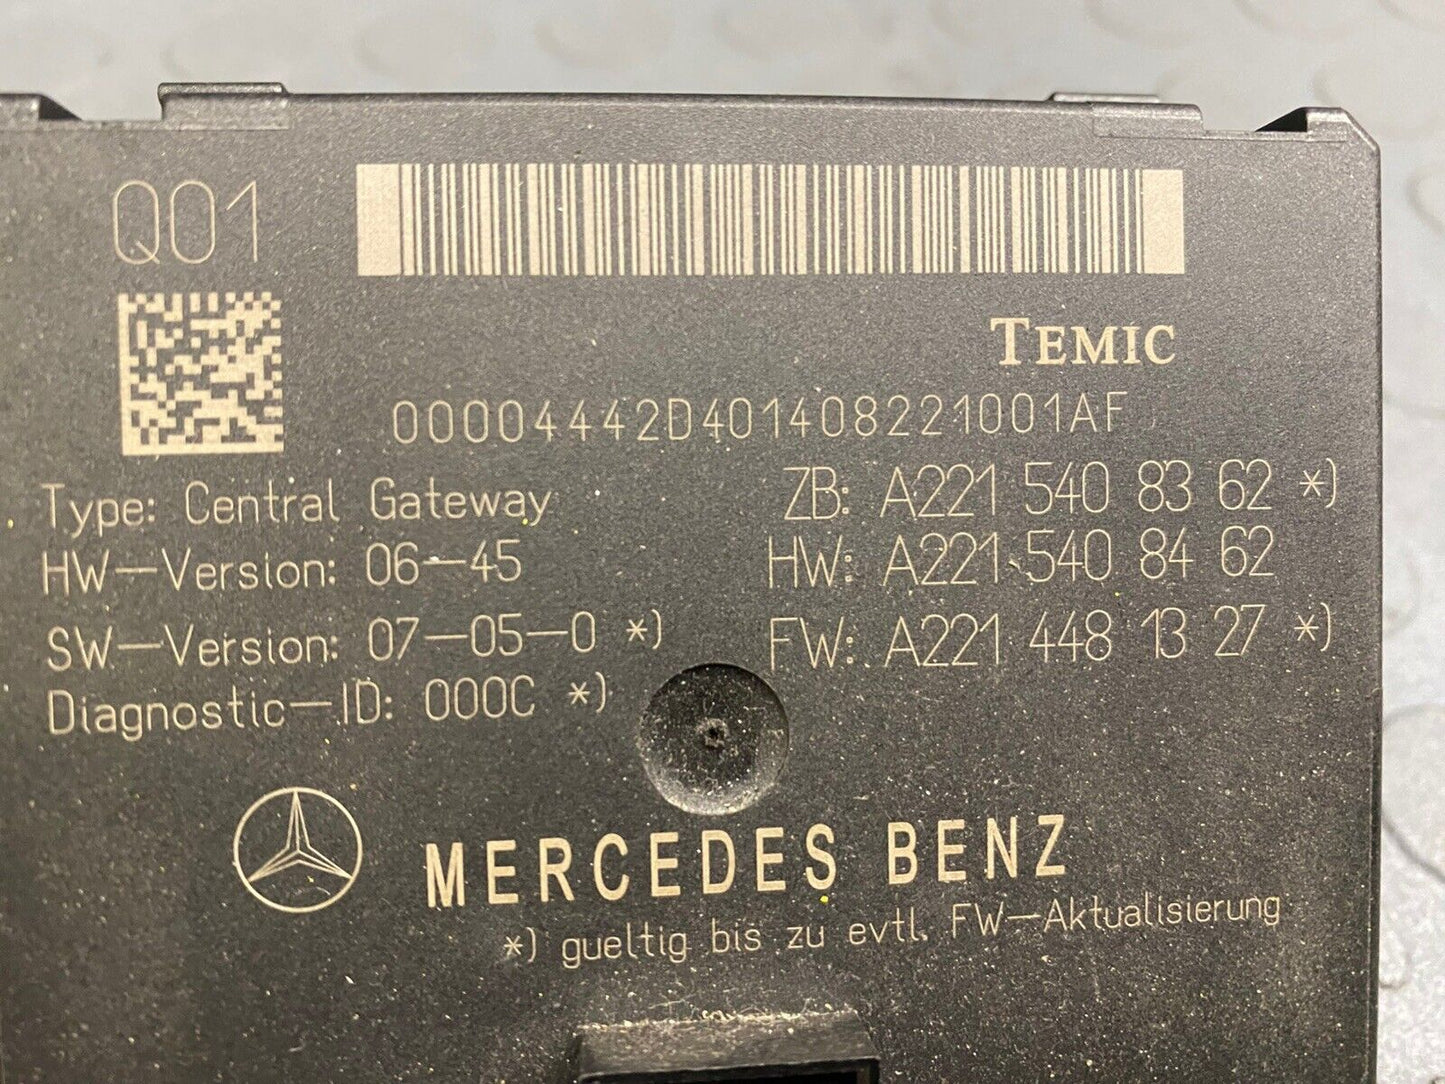 Q01
TEMIC
00004442D401408221001AF
Type: Central Gateway
HW-Version: 06-45
SW-Version: 07-05-0 *)
Diagnostic-ID: 000C *)
ZB: A221 540 83 62 *)
HW: A221 540 84 62
FW: A221 448 13 27 *)
MERCEDES BENZ
*) gueltig bis zu evtl. FW-Aktualisierung